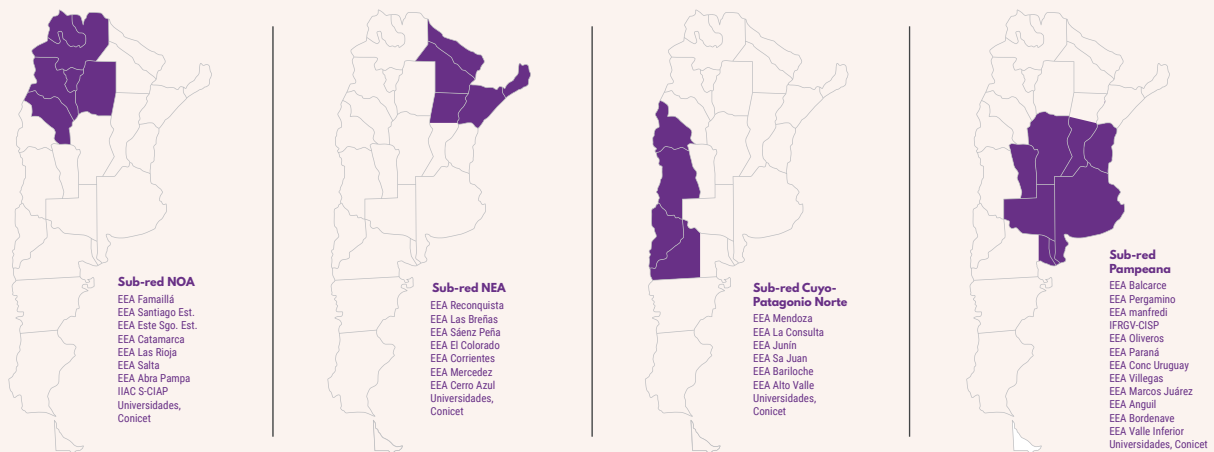 Sub-red NOA
EEA Famaillá
EEA Santiago Est.
EEA Este Sgo. Est.
EEA Catamarca
EEA Las Rioja
EEA Salta
EEA Abra Pampa
IIAC S-CIAP
Universidades,
Conicet
Sub-red NEA
EEA Reconquista
EEA Las Breñas
EEA Sáenz Peña
EEA El Colorado
EEA Corrientes
EEA Mercedez
EEA Cerro Azul
Universidades,
Conicet
Sub-red Cuyo-
Patagonio Norte
EEA Mendoza
EEA La Consulta
EEA Junín
EEA Sa Juan
EEA Bariloche
EEA Alto Valle
Universidades,
Conicet
Sub-red
Pampeana
EEA Balcarce
EEA Pergamino
EEA manfredi
IFRGV-CISP
EEA Oliveros
EEA Paraná
EEA Conc Uruguay
EEA Villegas
EEA Marcos Juárez
EEA Anguil
EEA Bordenave
EEA Valle Inferior
Universidades, Conicet